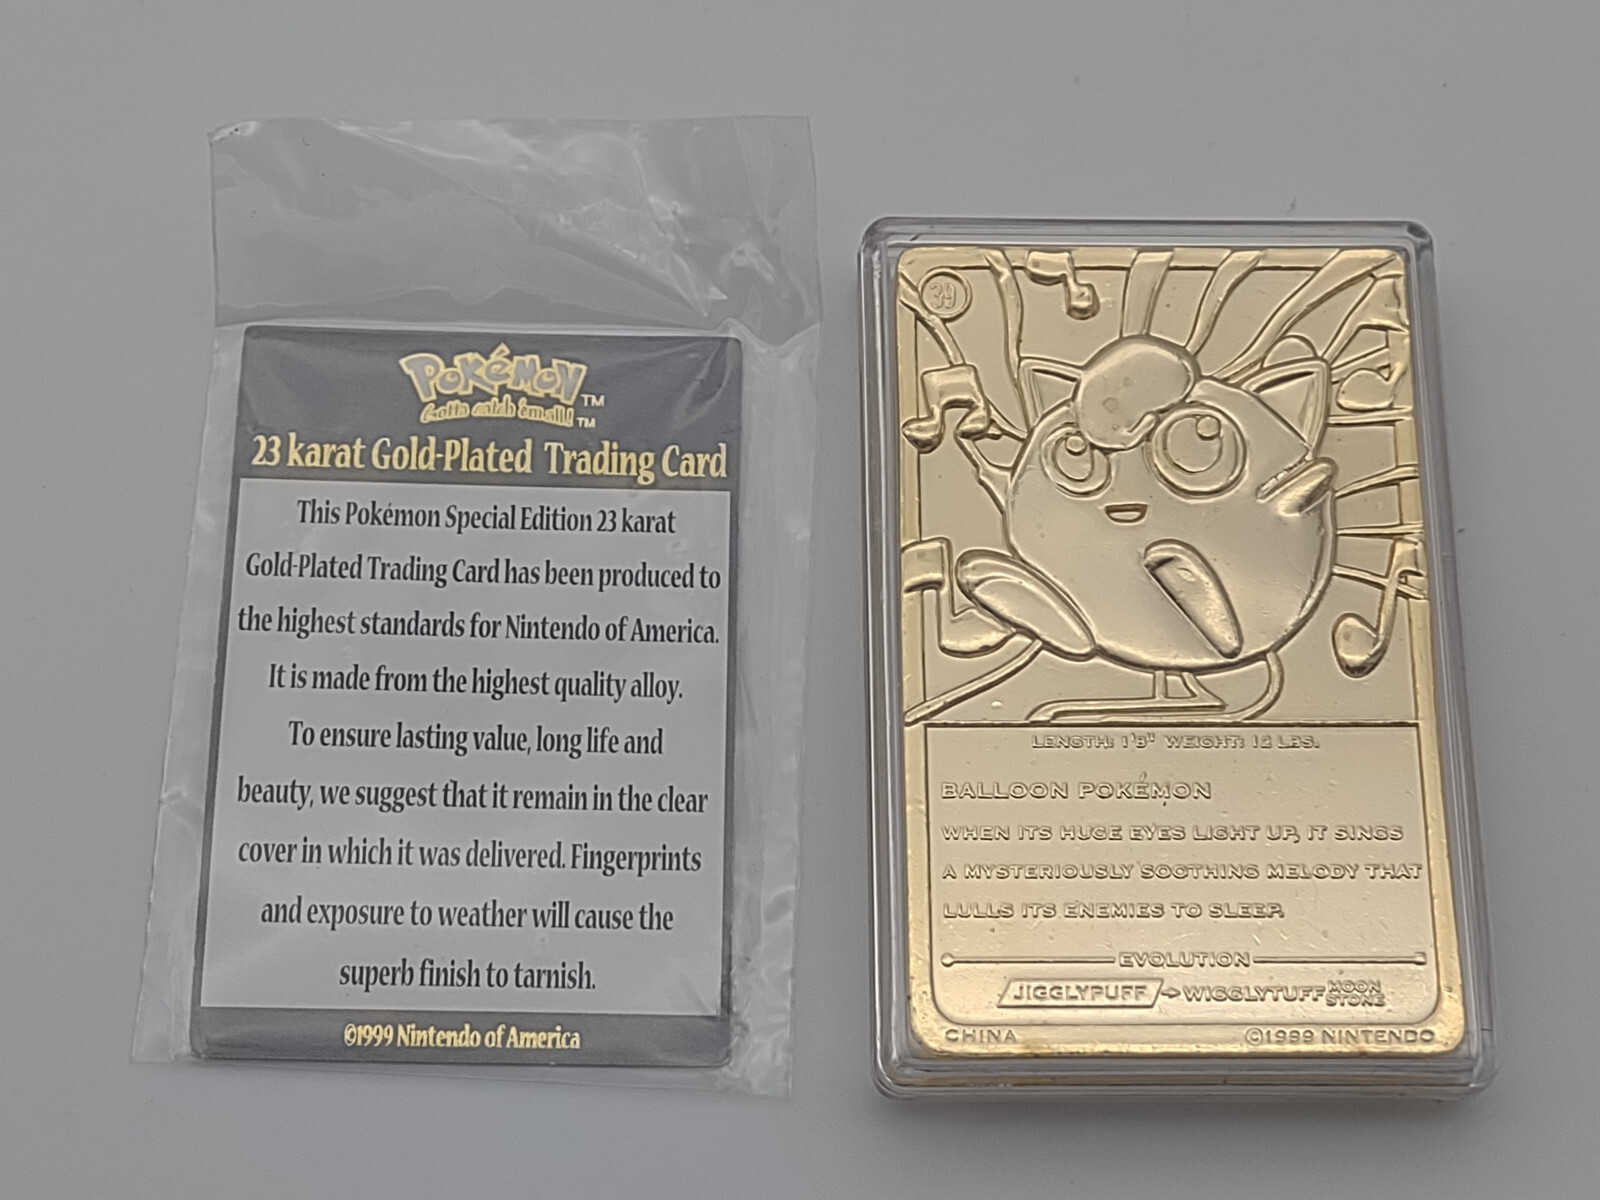 Pokémon TM
Gotta catch 'em all! TM
23 karat Gold-Plated Trading Card
This Pokémon Special Edition 23 karat
Gold-Plated Trading Card has been produced to
the highest standards for Nintendo of America.
It is made from the highest quality alloy.
To ensure lasting value, long life and
beauty, we suggest that it remain in the clear
cover in which it was delivered. Fingerprints
and exposure to weather will cause the
superb finish to tarnish.
©1999 Nintendo of America
39
LENGTH: 1'8" WEIGHT: 12 LBS.
BALLOON POKÉMON
WHEN ITS HUGE EYES LIGHT UP, IT SINGS
A MYSTERIOUSLY SOOTHING MELODY THAT
LULLS ITS ENEMIES TO SLEEP.
EVOLUTION
JIGGLYPUFF → WIGGLYTUFF MOON STONE
CHINA ©1999 NINTENDO